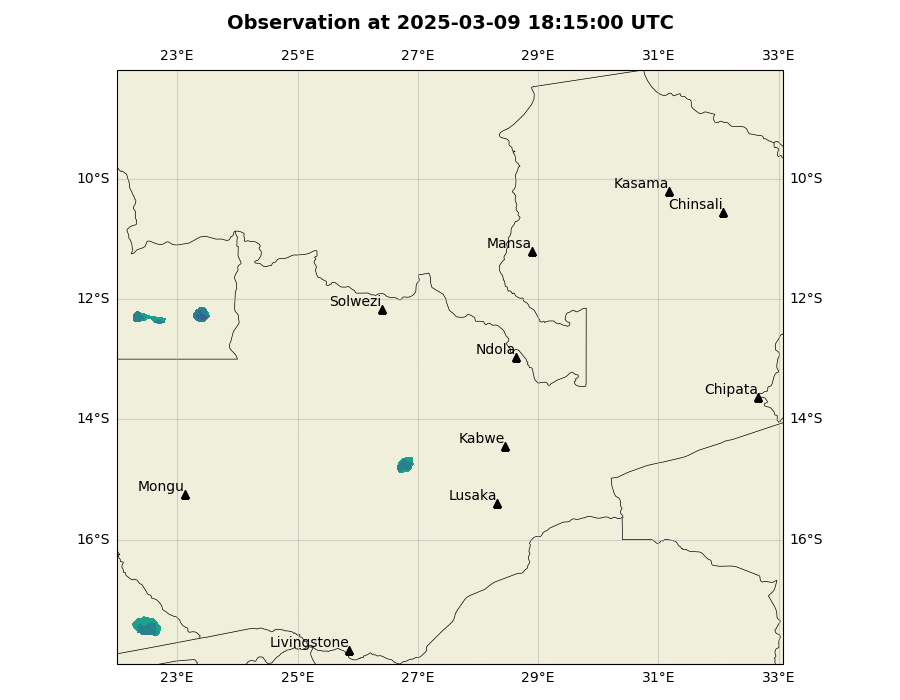 Observation at 2025-03-09 18:15:00 UTC
23°E 25°E 27°E 29°E 31°E 33°E
10°S 10°S
Kasama
Chinsali
Mansa
12°S 12°S
Solwezi
Ndola
Chipata
14°S 14°S
Kabwe
Mongu
Lusaka
16°S 16°S
Livingstone
23°E 25°E 27°E 29°E 31°E 33°E